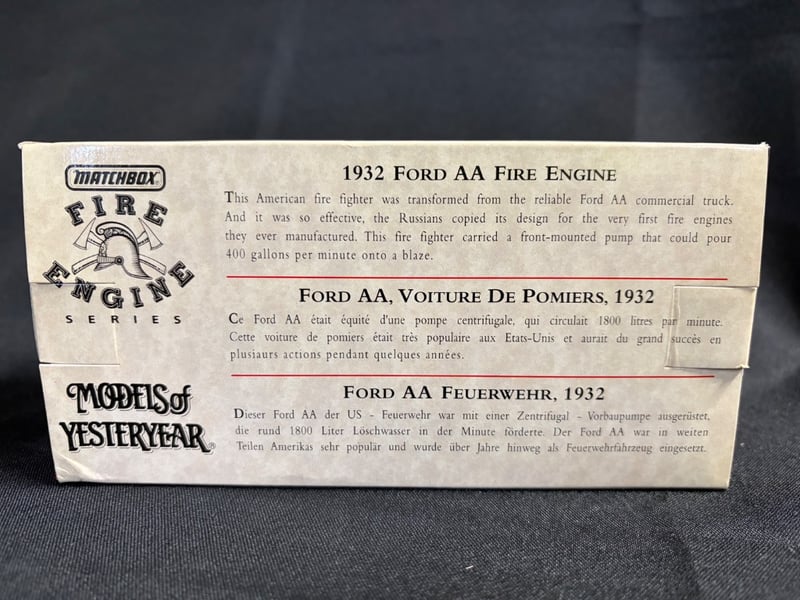 MATCHBOX
FIRE
ENGINE
SERIES
MODELS of
YESTERYEAR®
1932 FORD AA FIRE ENGINE
This American fire fighter was transformed from the reliable Ford AA commercial truck.
And it was so effective, the Russians copied its design for the very first fire engines
they ever manufactured. This fire fighter carried a front-mounted pump that could pour
400 gallons per minute onto a blaze.
FORD AA, VOITURE DE POMIERS, 1932
Ce Ford AA était équité d'une pompe centrifugale, qui circulait 1800 litres par minute.
Cette voiture de pomiers était très populaire aux Etats-Unis et aurait du grand succès en
plusiaurs actions pendant quelques années.
FORD AA FEUERWEHR, 1932
Dieser Ford AA der US - Feuerwehr war mit einer Zentrifugal - Vorbaupumpe ausgerüstet,
die rund 1800 Liter Löschwasser in der Minute förderte. Der Ford AA war in weiten
Teilen Amerikas sehr populär und wurde über Jahre hinweg als Feuerwehrfahrzeug eingesetzt.